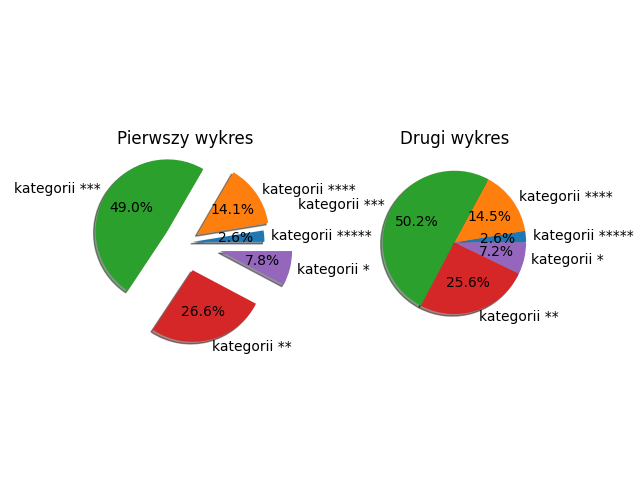 Pierwszy wykres
kategorii ***
49.0%
kategorii ****
14.1%
kategorii *****
2.6%
kategorii *
7.8%
26.6%
kategorii **
Drugi wykres
kategorii ***
50.2%
kategorii ****
14.5%
kategorii *****
2.6%
kategorii *
7.2%
25.6%
kategorii **